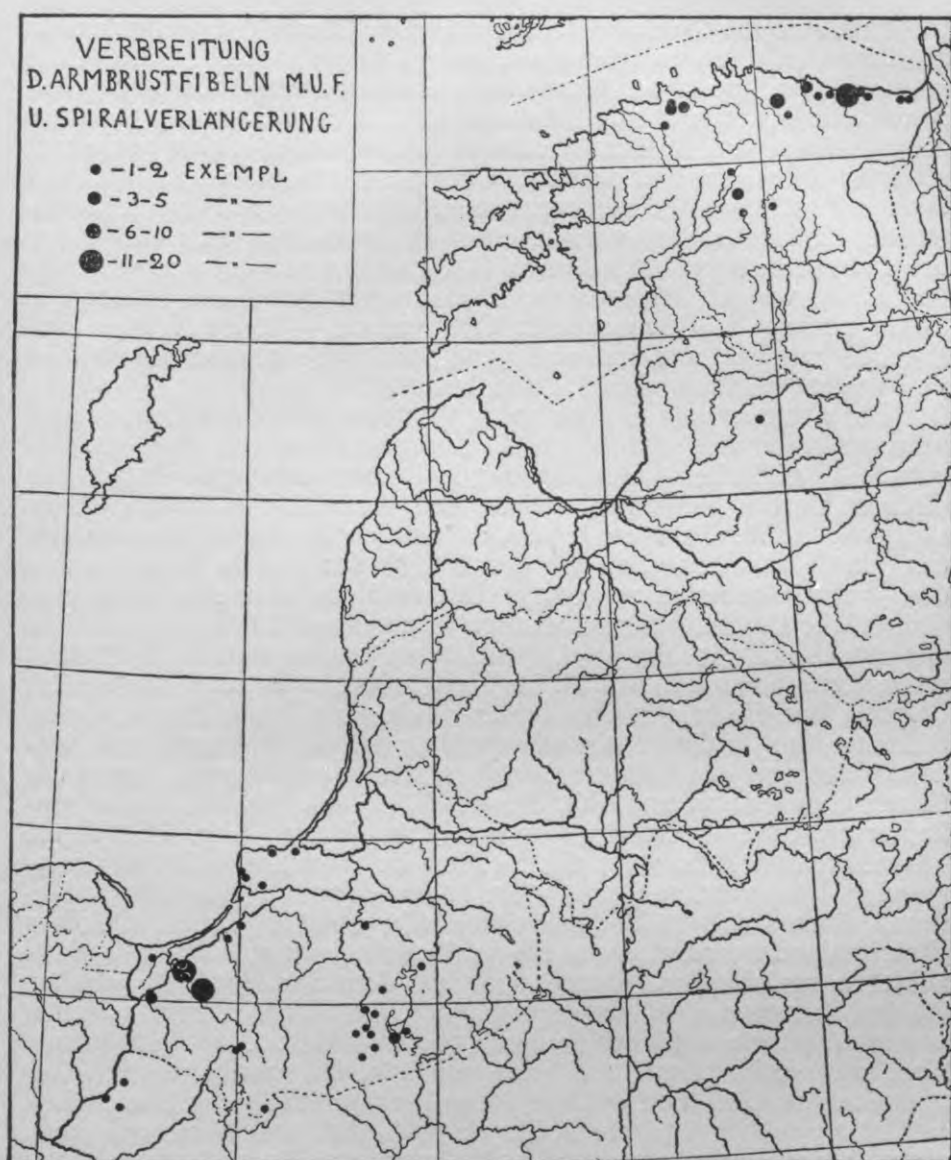 VERBREITUNG
D. ARMBRUSTFIBELN M.U.F.
U. SPIRALVERLÄNGERUNG
● –1-2 EXEMPL
● –3-5 —"—
● –6-10 —"—
● –11-20 —"—